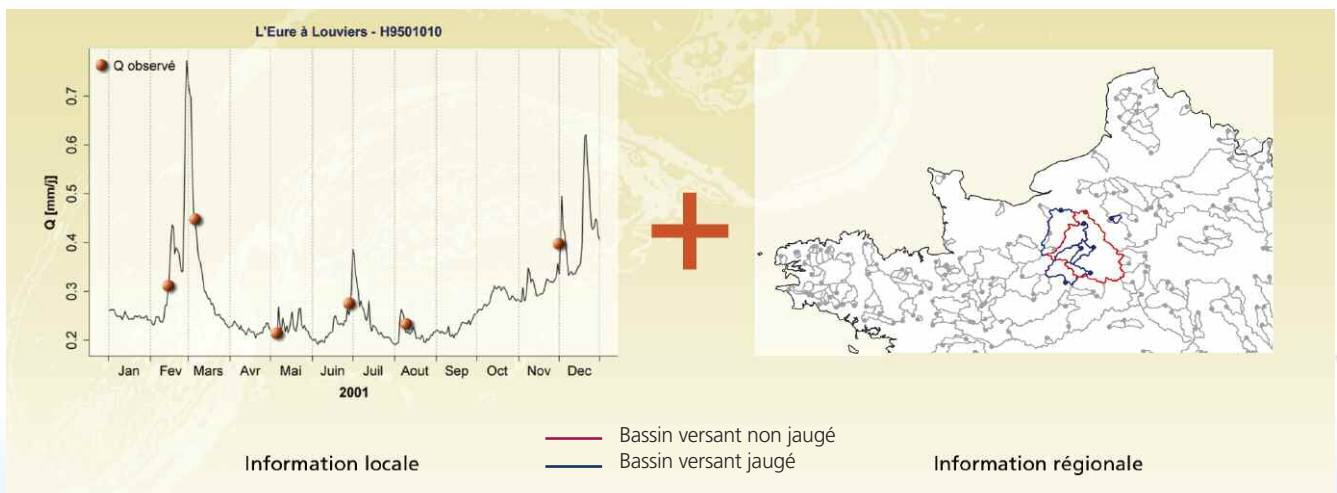 L'Eure à Louviers - H9501010
Q observé
Q [mm/j]
0.7
0.6
0.5
0.4
0.3
0.2
Jan Fev Mars Avr Mai Juin Juil Aout Sep Oct Nov Dec
2001
Bassin versant non jaugé
Bassin versant jaugé
Information locale
Information régionale